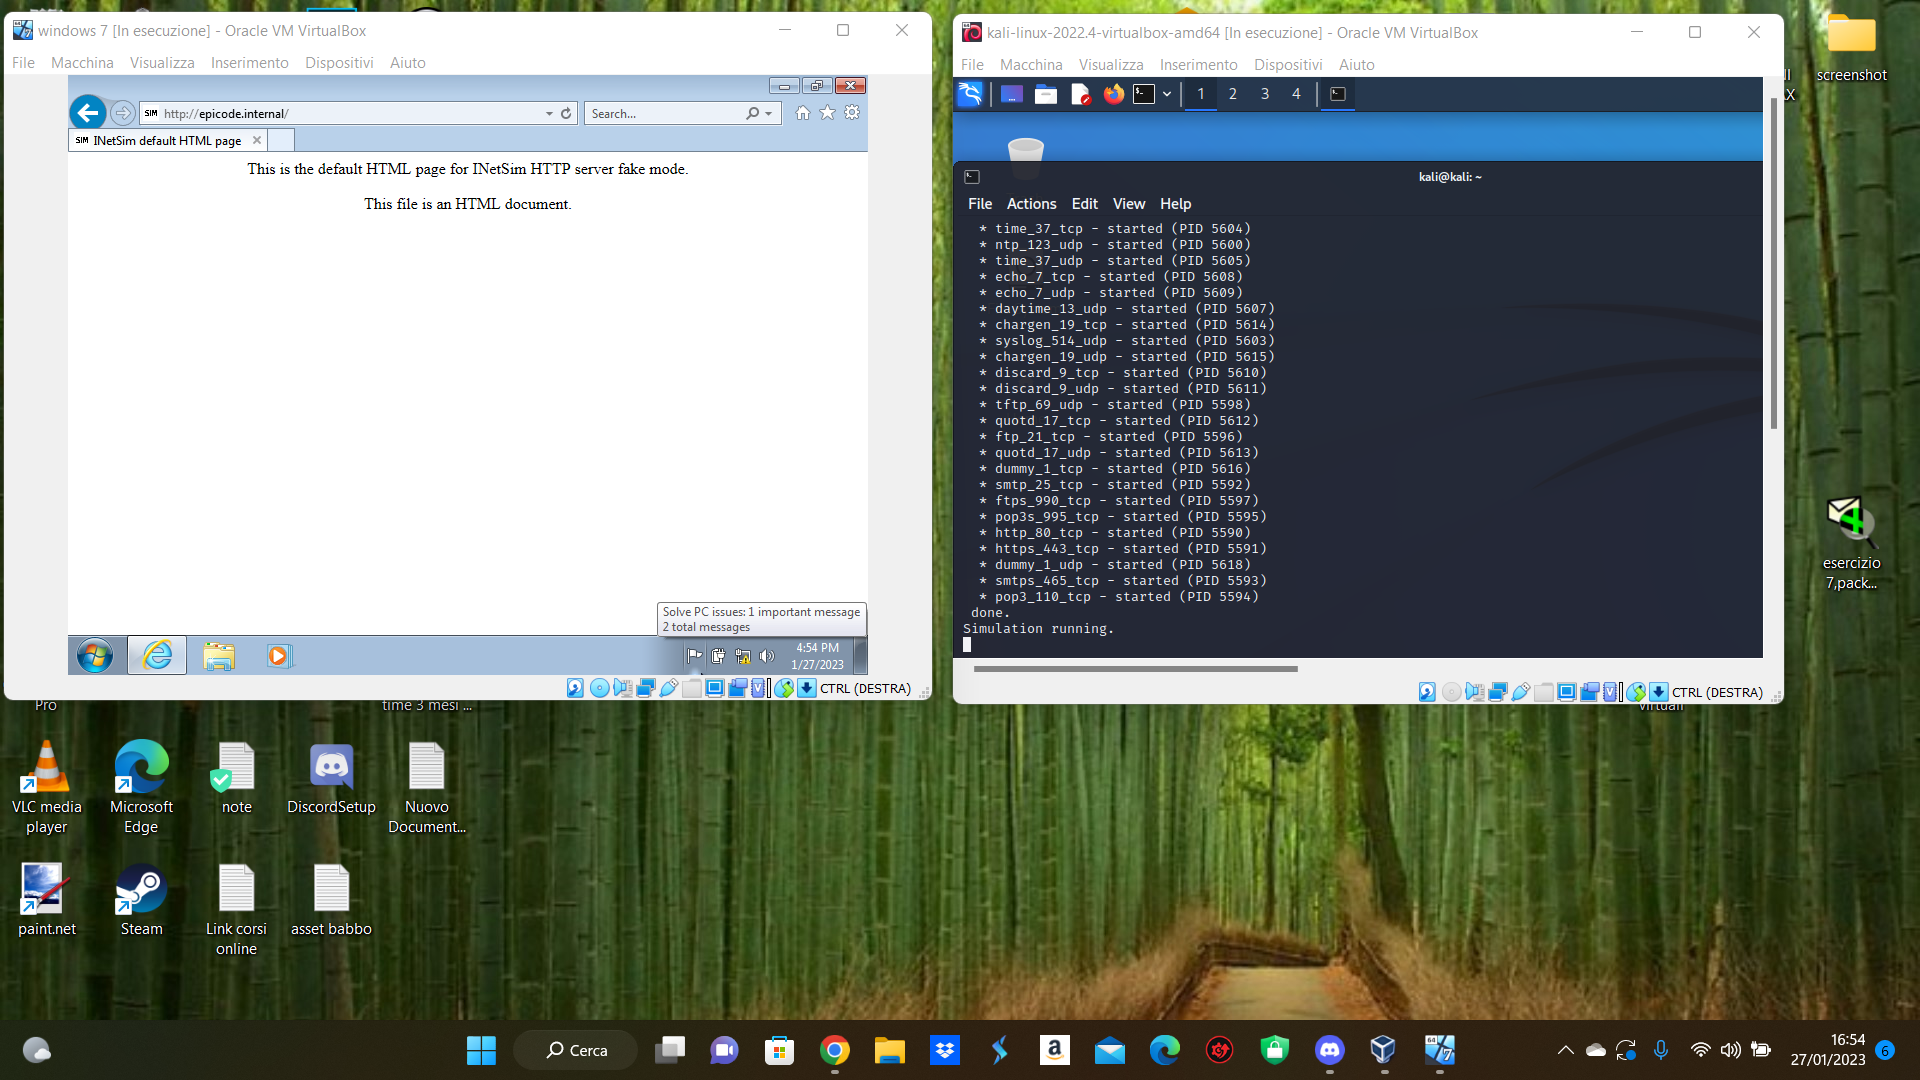 windows 7 [In esecuzione] - Oracle VM VirtualBox
File Macchina Visualizza Inserimento Dispositivi Aiuto
http://epicode.internal/
Search...
SIM INetSim default HTML page
This is the default HTML page for INetSim HTTP server fake mode.
This file is an HTML document.
Solve PC issues: 1 important message
2 total messages
4:54 PM
1/27/2023
CTRL (DESTRA)
kali-linux-2022.4-virtualbox-amd64 [In esecuzione] - Oracle VM VirtualBox
File Macchina Visualizza Inserimento Dispositivi Aiuto
1 2 3 4
kali@kali: ~
File Actions Edit View Help
* time_37_tcp - started (PID 5604)
* ntp_123_udp - started (PID 5600)
* time_37_udp - started (PID 5605)
* echo_7_tcp - started (PID 5608)
* echo_7_udp - started (PID 5609)
* daytime_13_udp - started (PID 5607)
* chargen_19_tcp - started (PID 5614)
* syslog_514_udp - started (PID 5603)
* chargen_19_udp - started (PID 5615)
* discard_9_tcp - started (PID 5610)
* discard_9_udp - started (PID 5611)
* tftp_69_udp - started (PID 5598)
* quotd_17_tcp - started (PID 5612)
* ftp_21_tcp - started (PID 5596)
* quotd_17_udp - started (PID 5613)
* dummy_1_tcp - started (PID 5616)
* smtp_25_tcp - started (PID 5592)
* ftps_990_tcp - started (PID 5597)
* pop3s_995_tcp - started (PID 5595)
* http_80_tcp - started (PID 5590)
* https_443_tcp - started (PID 5591)
* dummy_1_udp - started (PID 5618)
* smtps_465_tcp - started (PID 5593)
* pop3_110_tcp - started (PID 5594)
done.
Simulation running.
CTRL (DESTRA)
screenshot
esercizio
7,pack...
Pro
time 3 mesi ...
VLC media
player
Microsoft
Edge
note
DiscordSetup
Nuovo
Document...
paint.net
Steam
Link corsi
online
asset babbo
Cerca
16:54
27/01/2023
6